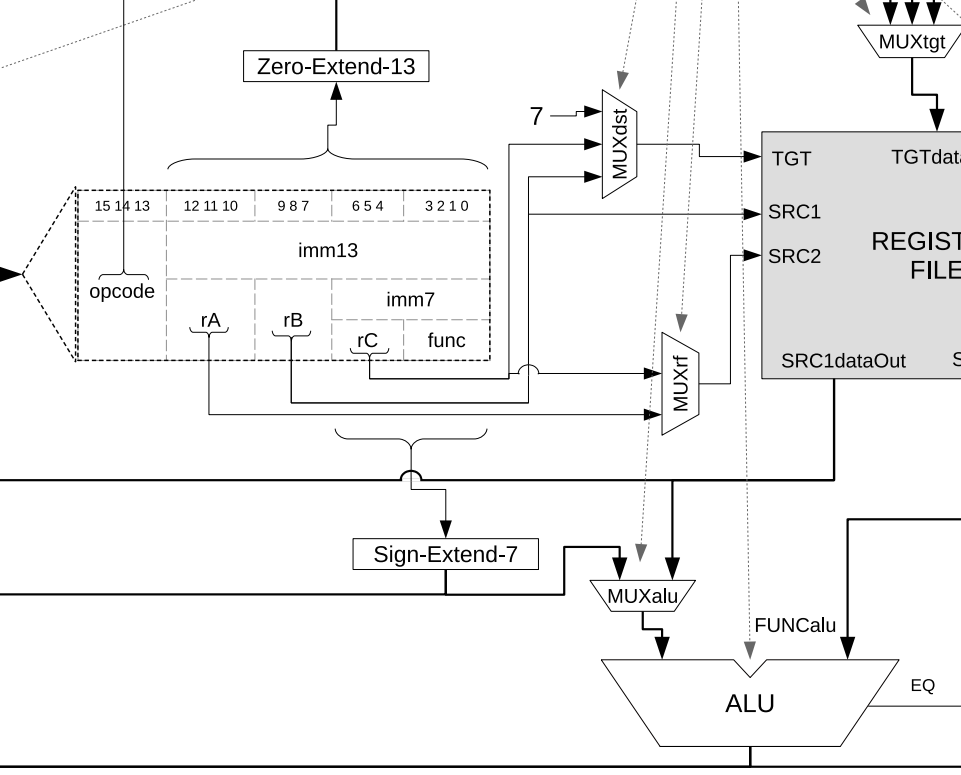 MUXtgt
Zero-Extend-13
7
MUXdst
TGT
TGTdata
15 14 13
12 11 10
9 8 7
6 5 4
3 2 1 0
SRC1
imm13
REGIST
FILE
SRC2
opcode
imm7
rA
rB
rC
func
SRC1dataOut
S
MUXrf
Sign-Extend-7
MUXalu
FUNCalu
EQ
ALU